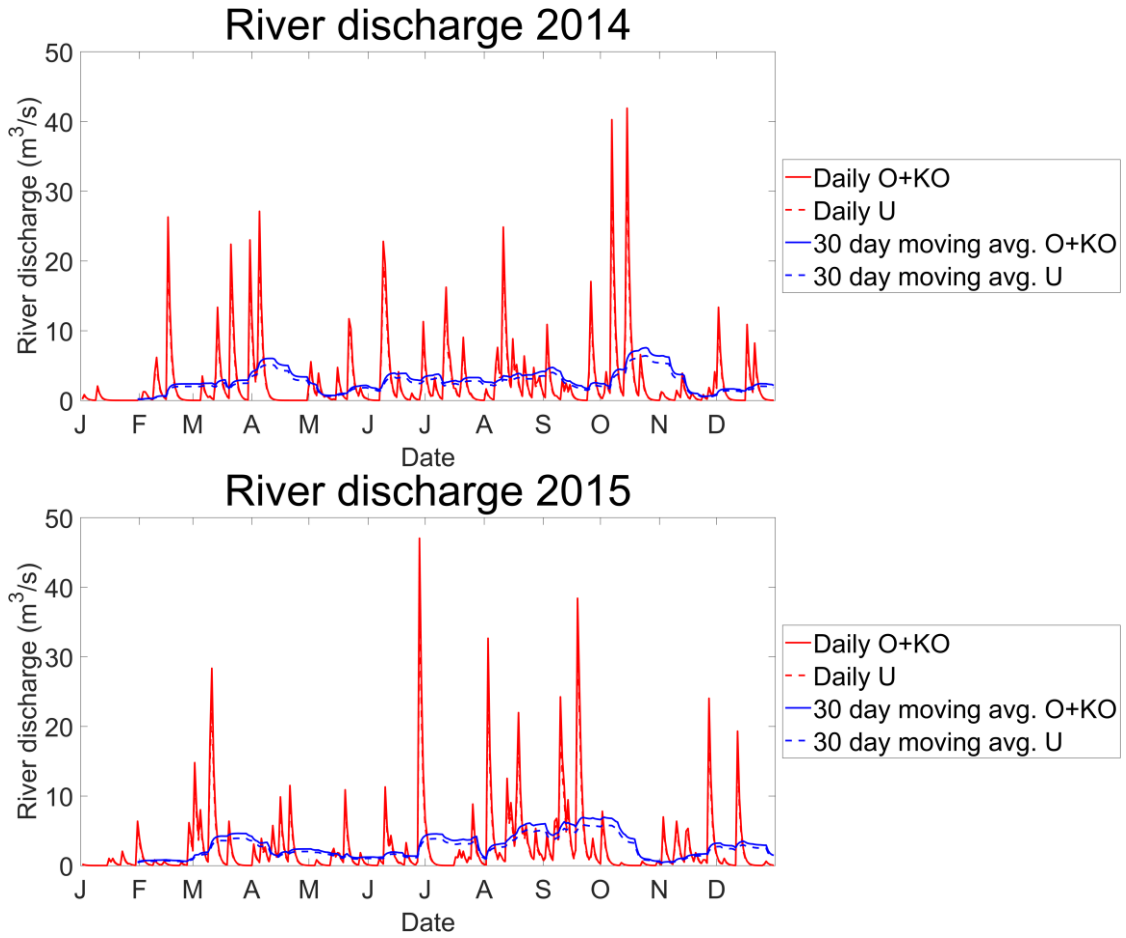 River discharge 2014
50
40
30
20
10
0
River discharge (m³/s)
J F M A M J J A S O N D
Date
Daily O+KO
Daily U
30 day moving avg. O+KO
30 day moving avg. U
River discharge 2015
50
40
30
20
10
0
River discharge (m³/s)
J F M A M J J A S O N D
Date
Daily O+KO
Daily U
30 day moving avg. O+KO
30 day moving avg. U